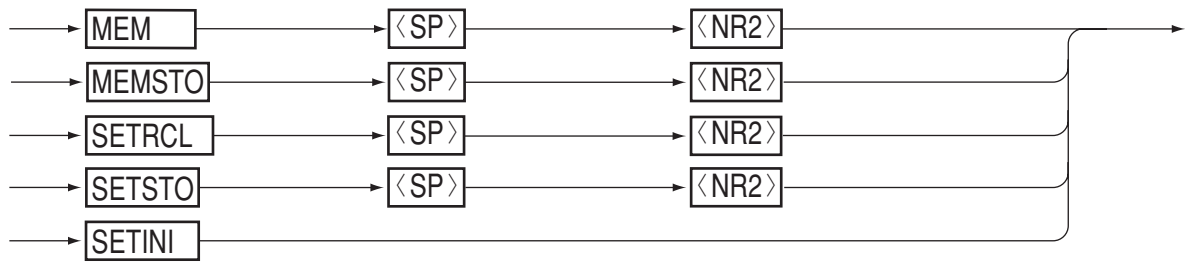 MEM 〈SP〉 〈NR2〉
MEMSTO 〈SP〉 〈NR2〉
SETRCL 〈SP〉 〈NR2〉
SETSTO 〈SP〉 〈NR2〉
SETINI